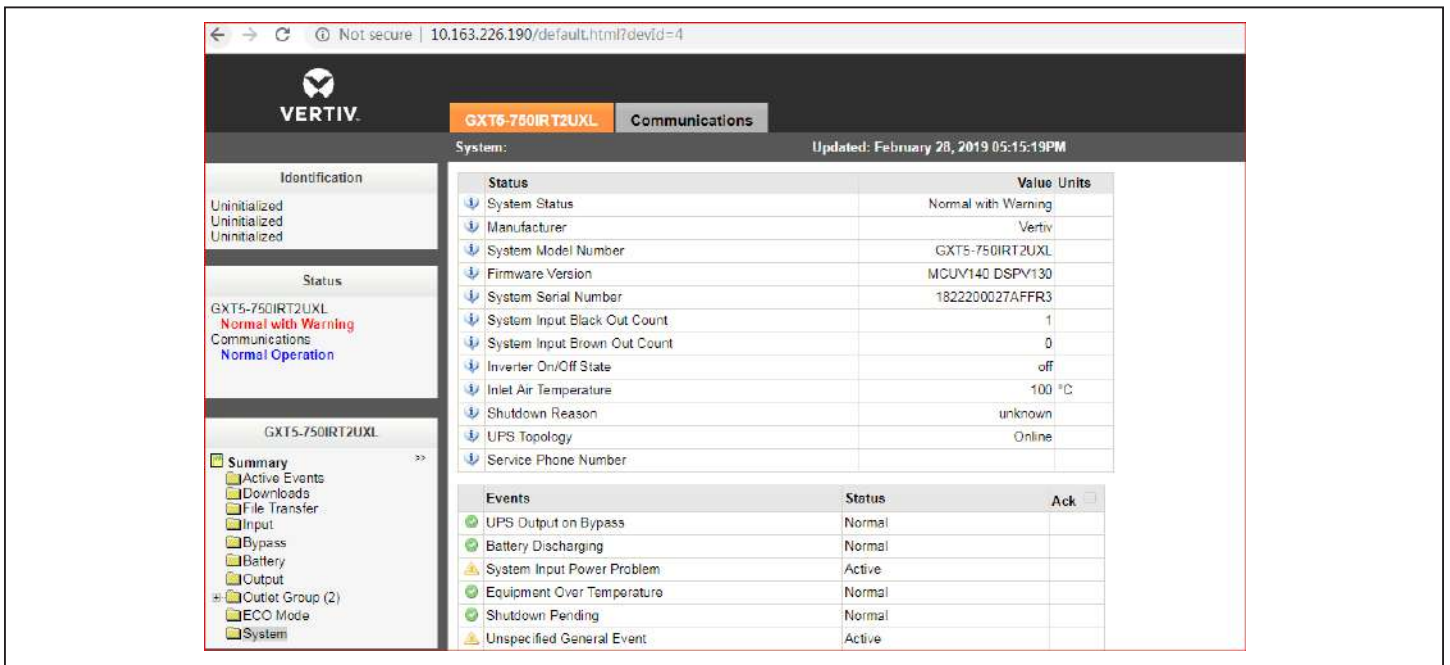 Not secure | 10.163.226.190/default.html?devId=4
VERTIV
GXT5-750IRT2UXL Communications
System: Updated: February 28, 2019 05:15:19PM
Identification
Uninitialized
Uninitialized
Uninitialized
Status
GXT5-750IRT2UXL
Normal with Warning
Communications
Normal Operation
GXT5-750IRT2UXL
Summary >>
Active Events
Downloads
File Transfer
Input
Bypass
Battery
Output
Outlet Group (2)
ECO Mode
System
Status Value Units
System Status Normal with Warning
Manufacturer Vertiv
System Model Number GXT5-750IRT2UXL
Firmware Version MCUV140 DSPV130
System Serial Number 1822200027AFFR3
System Input Black Out Count 1
System Input Brown Out Count 0
Inverter On/Off State off
Inlet Air Temperature 100 °C
Shutdown Reason unknown
UPS Topology Online
Service Phone Number
Events Status Ack
UPS Output on Bypass Normal
Battery Discharging Normal
System Input Power Problem Active
Equipment Over Temperature Normal
Shutdown Pending Normal
Unspecified General Event Active